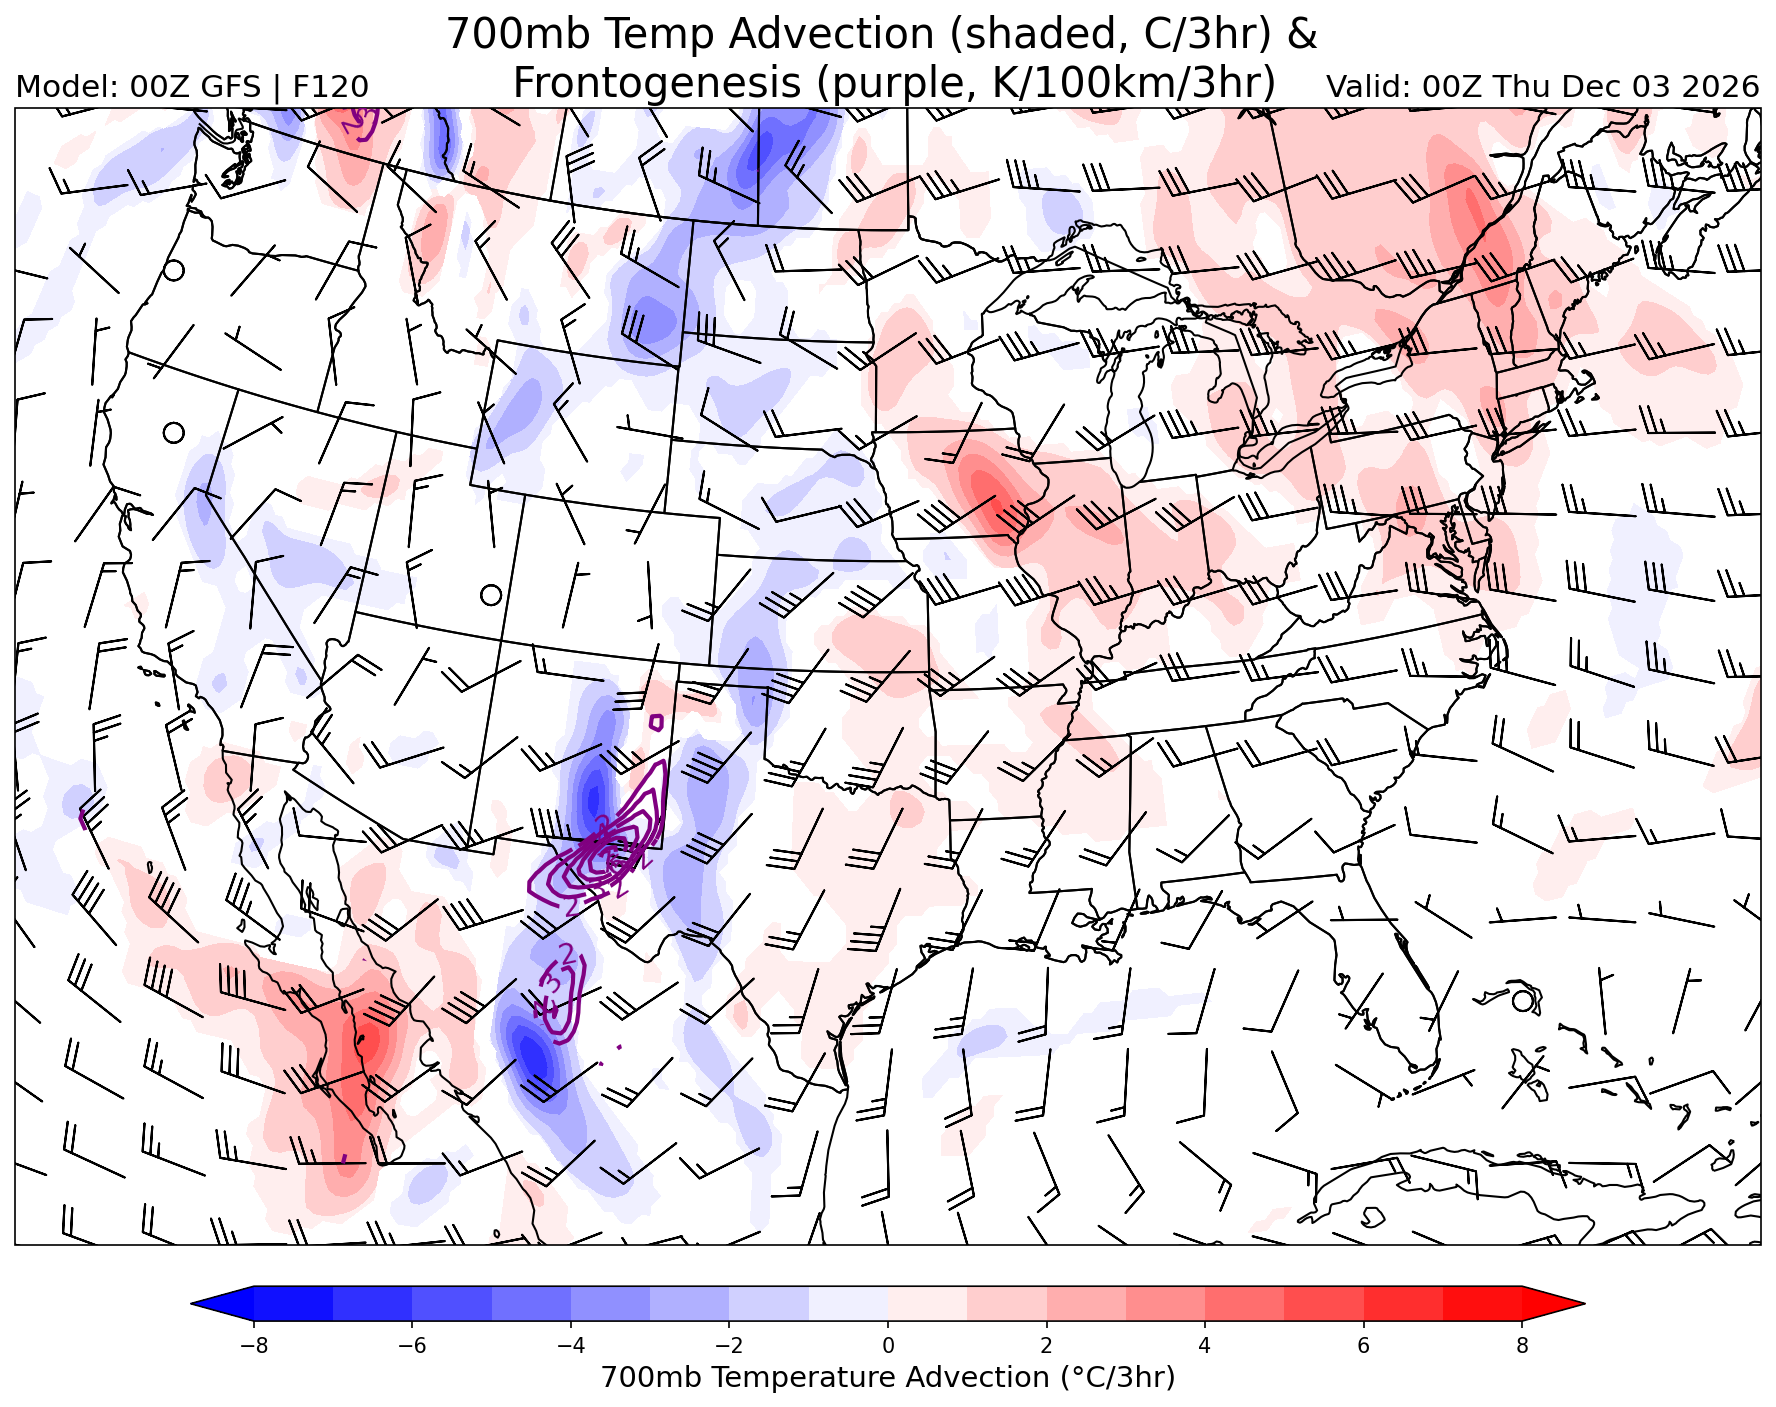 700mb Temp Advection (shaded, C/3hr) &
Model: 00Z GFS | F120 Frontogenesis (purple, K/100km/3hr) Valid: 00Z Thu Dec 03 2026
−8 −6 −4 −2 0 2 4 6 8
700mb Temperature Advection (°C/3hr)